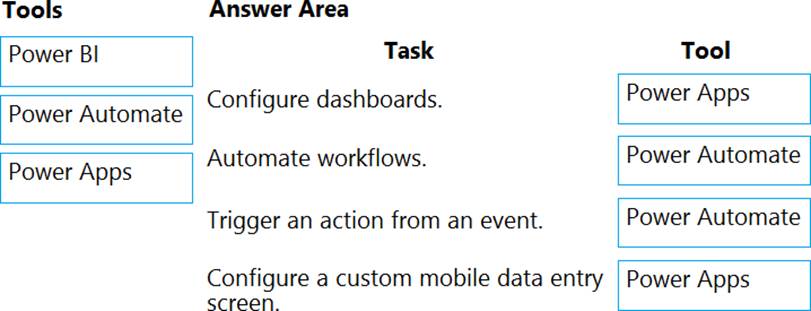 Tools
Answer Area
Power BI
Power Automate
Power Apps
Task
Tool
Configure dashboards.
Power Apps
Automate workflows.
Power Automate
Trigger an action from an event.
Power Automate
Configure a custom mobile data entry
screen.
Power Apps